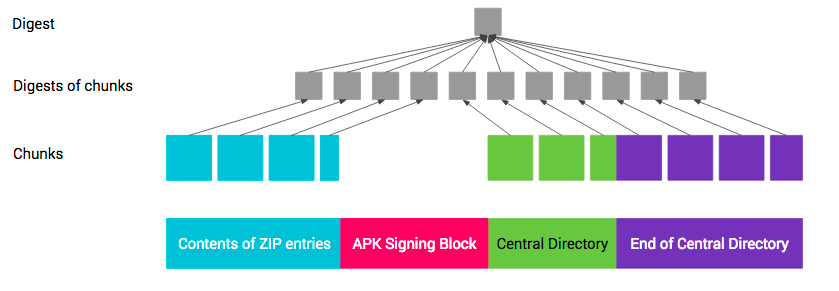 Digest
Digests of chunks
Chunks
Contents of ZIP entries APK Signing Block Central Directory End of Central Directory